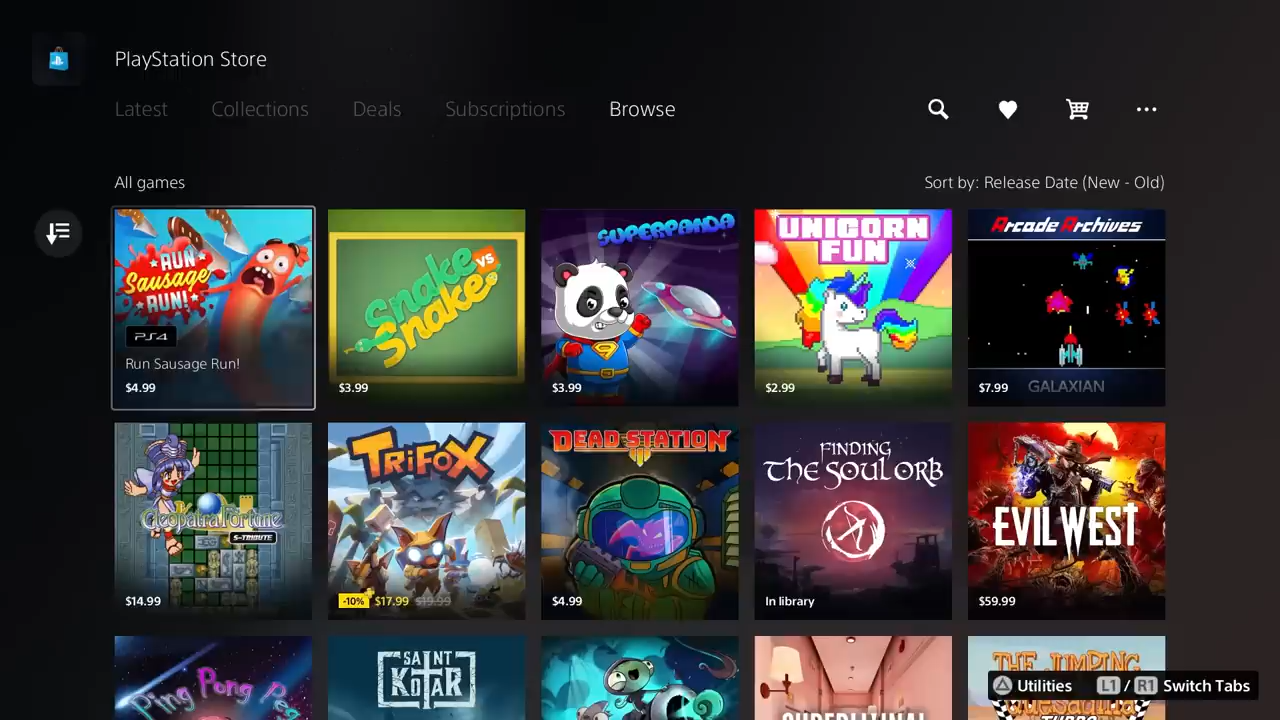 PlayStation Store
Latest
Collections
Deals
Subscriptions
Browse
All games
Sort by: Release Date (New - Old)
RUN
Sausage
RUN!
PS4
Run Sausage Run!
$4.99
Snake
vs
Snake
$3.99
SUPERPANDA
$3.99
UNICORN
FUN
$2.99
Arcade Archives
GALAXIAN
$7.99
Cleopatra Fortune
S-TRIBUTE
$14.99
TRIFOX
-10% $17.99 $19.99
DEAD STATION
$4.99
FINDING
THE SOUL ORB
In library
EVIL WEST
$59.99
Ping Pong
SAINT
KOTAR
SUPERLIMINAL
THE JUMPING
Quesadilla
TURBO
Utilities
L1 / R1 Switch Tabs